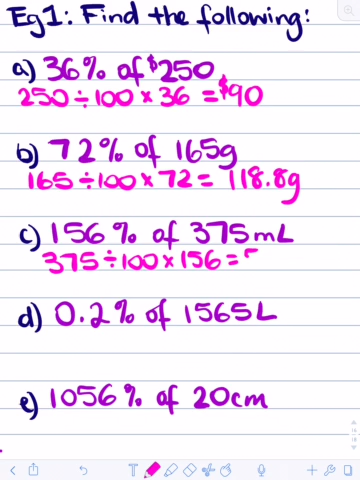 Eg1: Find the following:
a) 36% of $250
250 ÷ 100 × 36 = $90
b) 72% of 165g
165 ÷ 100 × 72 = 118.8g
c) 156% of 375mL
375 ÷ 100 × 156 =
d) 0.2% of 1565L
e) 1056% of 20cm